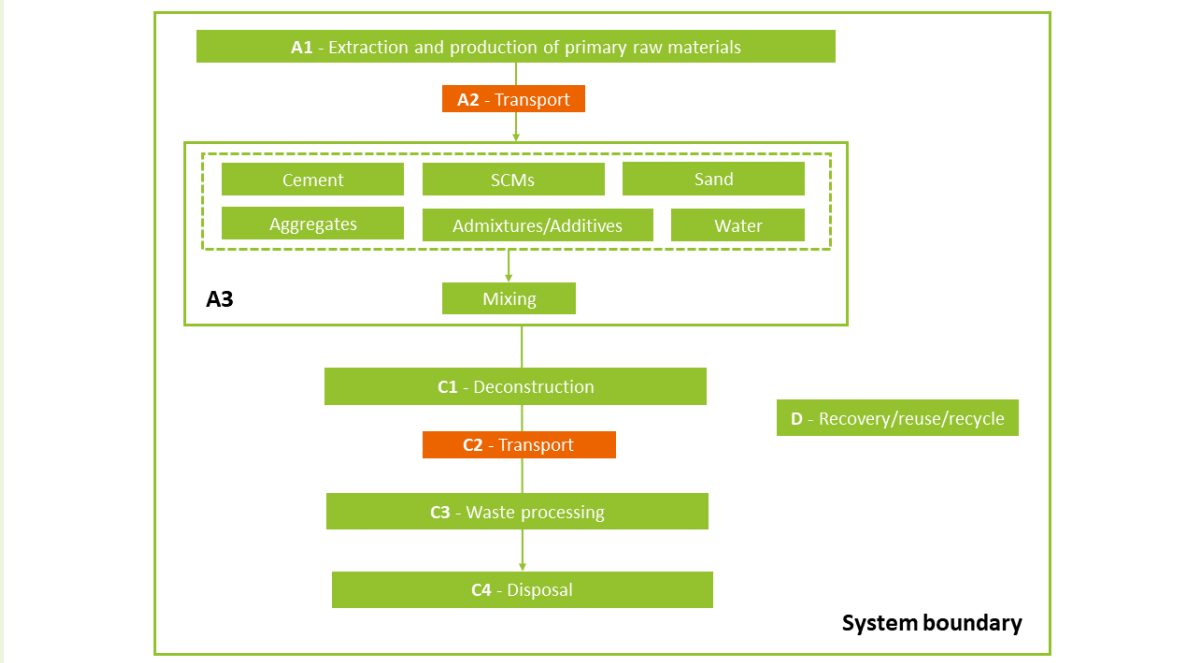 A1 - Extraction and production of primary raw materials
A2 - Transport
Cement
SCMs
Sand
Aggregates
Admixtures/Additives
Water
A3
Mixing
C1 - Deconstruction
D - Recovery/reuse/recycle
C2 - Transport
C3 - Waste processing
C4 - Disposal
System boundary